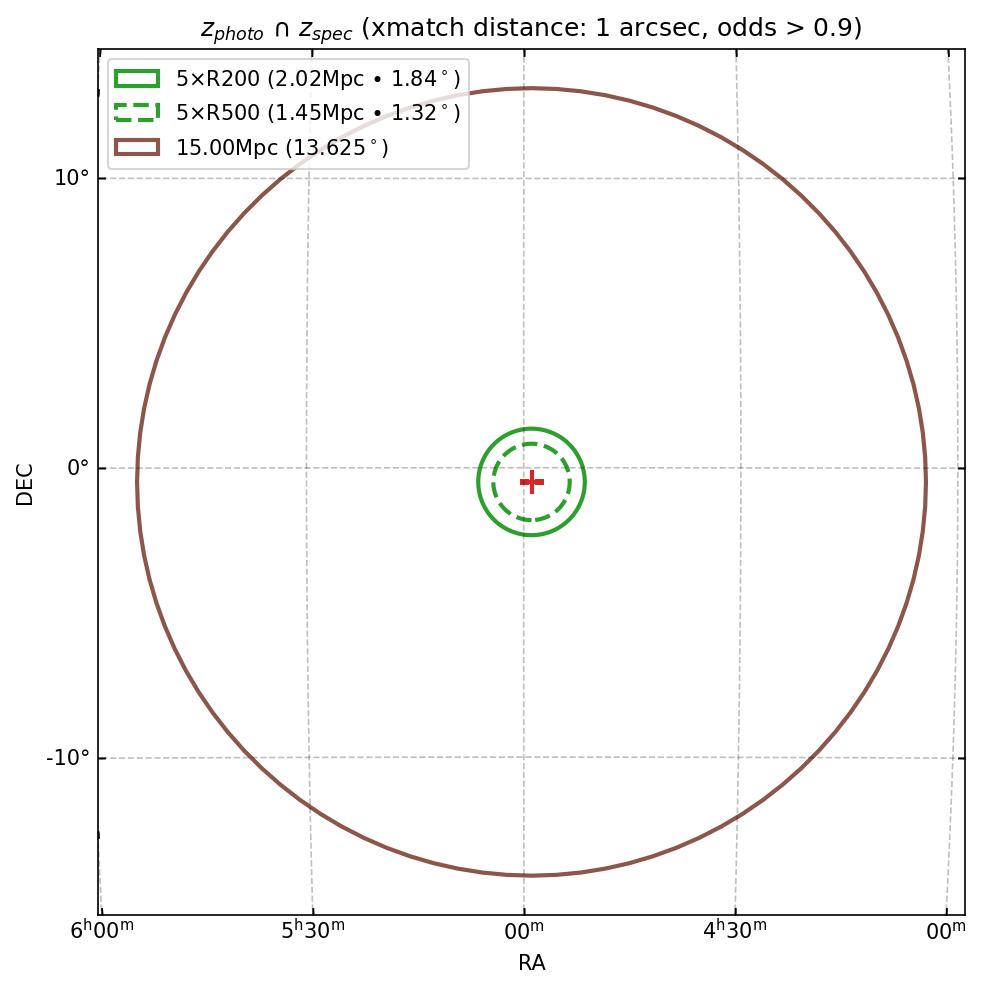 z_photo ∩ z_spec (xmatch distance: 1 arcsec, odds > 0.9)
5×R200 (2.02Mpc • 1.84°)
5×R500 (1.45Mpc • 1.32°)
15.00Mpc (13.625°)
10°
0°
-10°
DEC
6ʰ00ᵐ 5ʰ30ᵐ 00ᵐ 4ʰ30ᵐ 00ᵐ
RA